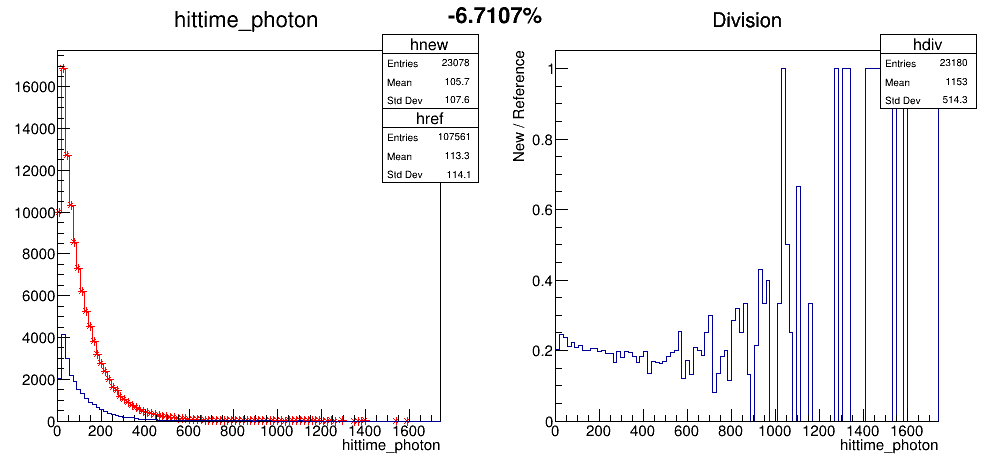 -6.7107%
hittime_photon
hnew
Entries 23078
Mean 105.7
Std Dev 107.6
href
Entries 107561
Mean 113.3
Std Dev 114.1
16000
14000
12000
10000
8000
6000
4000
2000
0
0 200 400 600 800 1000 1200 1400 1600
hittime_photon
Division
hdiv
Entries 23180
Mean 1153
Std Dev 514.3
New / Reference
1
0.8
0.6
0.4
0.2
0
0 200 400 600 800 1000 1200 1400 1600
hittime_photon